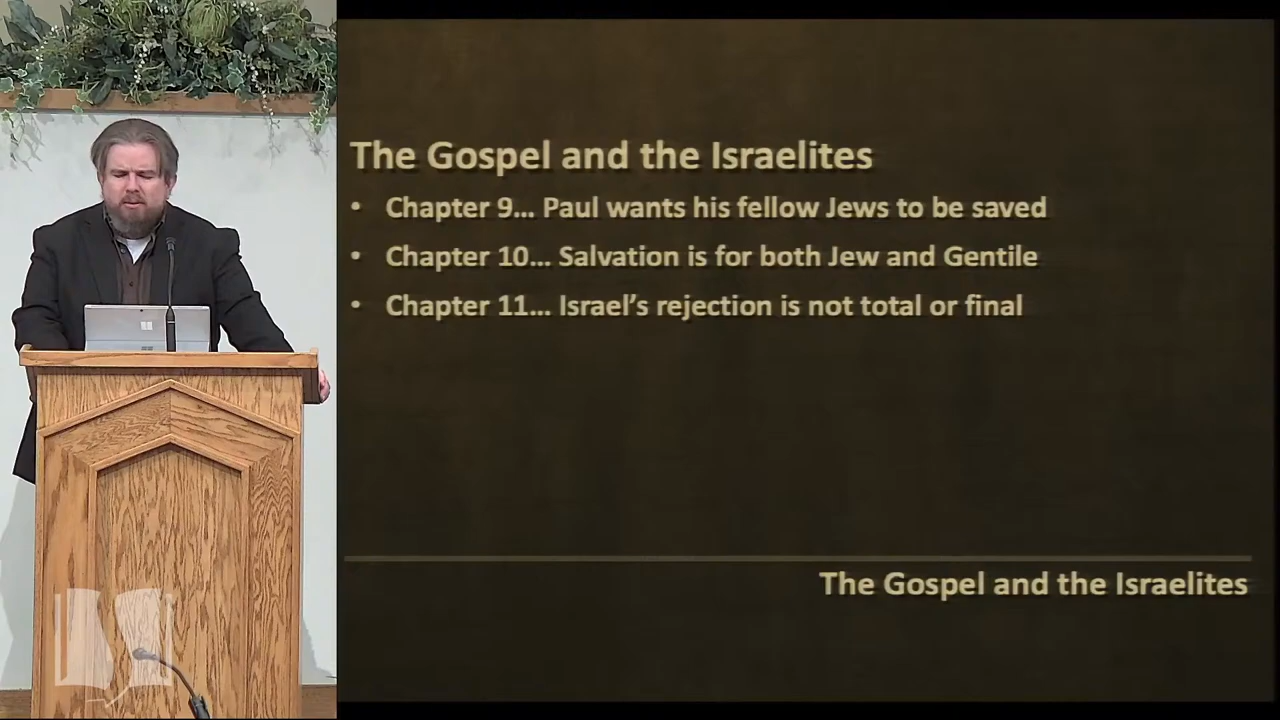 The Gospel and the Israelites
• Chapter 9... Paul wants his fellow Jews to be saved
• Chapter 10... Salvation is for both Jew and Gentile
• Chapter 11... Israel’s rejection is not total or final
The Gospel and the Israelites